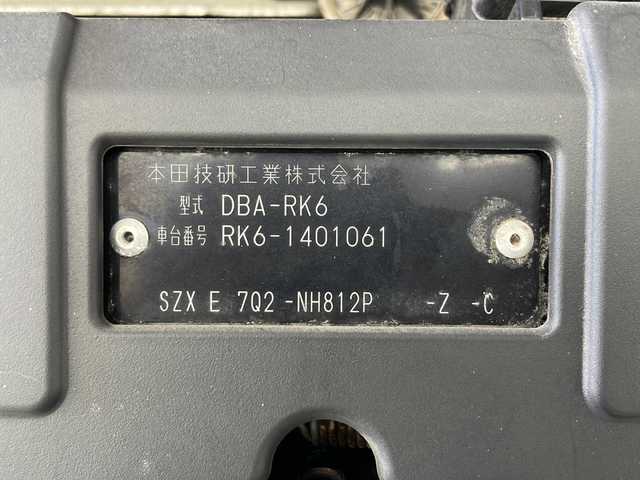 本田技研工業株式会社
型式 DBA-RK6
車台番号 RK6-1401061
SZX E 7Q2 -NH812P -Z -C